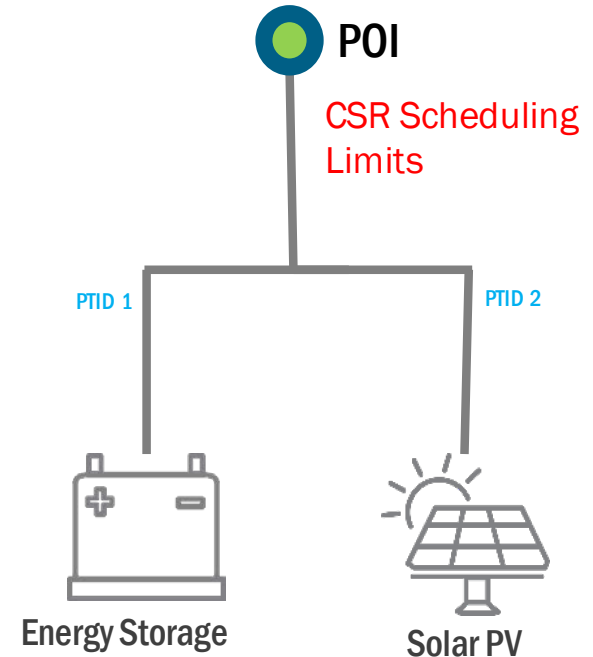 POI
CSR Scheduling
Limits
PTID 1
PTID 2
Energy Storage
Solar PV